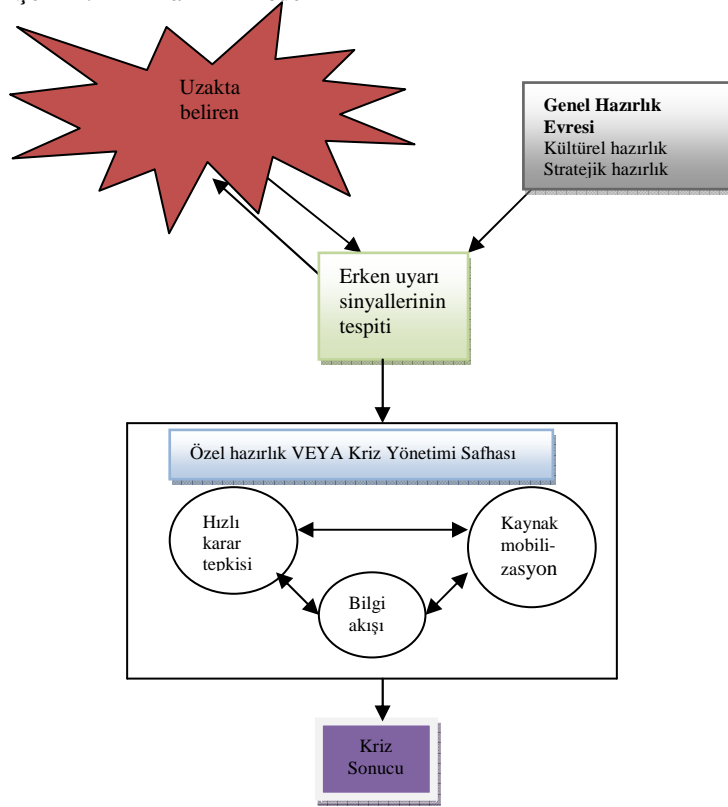 Uzakta
beliren
Genel Hazırlık
Evresi
Kültürel hazırlık
Stratejik hazırlık
Erken uyarı
sinyallerinin
tespiti
Özel hazırlık VEYA Kriz Yönetimi Safhası
Hızlı
karar
tepkisi
Kaynak
mobili-
zasyon
Bilgi
akışı
Kriz
Sonucu